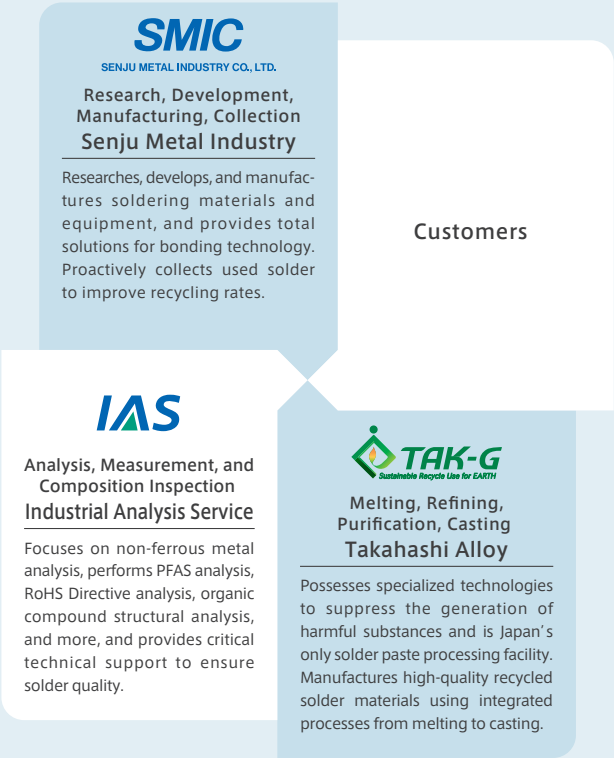 SMIC
SENJU METAL INDUSTRY CO., LTD.
Research, Development,
Manufacturing, Collection
Senju Metal Industry
Researches, develops, and manufac-
tures soldering materials and
equipment, and provides total
solutions for bonding technology.
Proactively collects used solder
to improve recycling rates.
Customers
IAS
Analysis, Measurement, and
Composition Inspection
Industrial Analysis Service
Focuses on non-ferrous metal
analysis, performs PFAS analysis,
RoHS Directive analysis, organic
compound structural analysis,
and more, and provides critical
technical support to ensure
solder quality.
TAK-G
Sustainable Recycle Use for EARTH
Melting, Refining,
Purification, Casting
Takahashi Alloy
Possesses specialized technologies
to suppress the generation of
harmful substances and is Japan's
only solder paste processing facility.
Manufactures high-quality recycled
solder materials using integrated
processes from melting to casting.